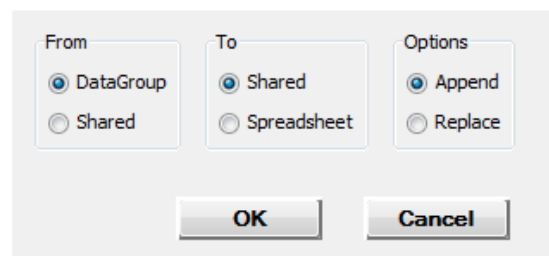 From To Options
DataGroup Shared Append
Shared Spreadsheet Replace
OK Cancel